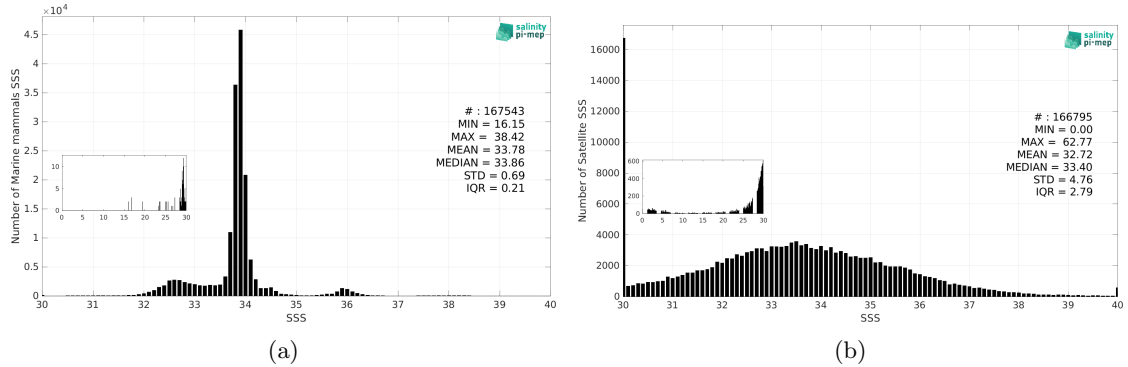 ×10⁴
4.5
4
3.5
3
2.5
2
1.5
1
0.5
0
Number of Marine mammals SSS
30 31 32 33 34 35 36 37 38 39 40
SSS
salinity
pi-mep
# : 167543
MIN = 16.15
MAX = 38.42
MEAN = 33.78
MEDIAN = 33.86
STD = 0.69
IQR = 0.21
10
5
0
0 5 10 15 20 25 30
(a)
16000
14000
12000
10000
8000
6000
4000
2000
0
Number of Satellite SSS
30 31 32 33 34 35 36 37 38 39 40
SSS
salinity
pi-mep
# : 166795
MIN = 0.00
MAX = 62.77
MEAN = 32.72
MEDIAN = 33.40
STD = 4.76
IQR = 2.79
600
500
400
300
200
100
0
0 5 10 15 20 25 30
(b)